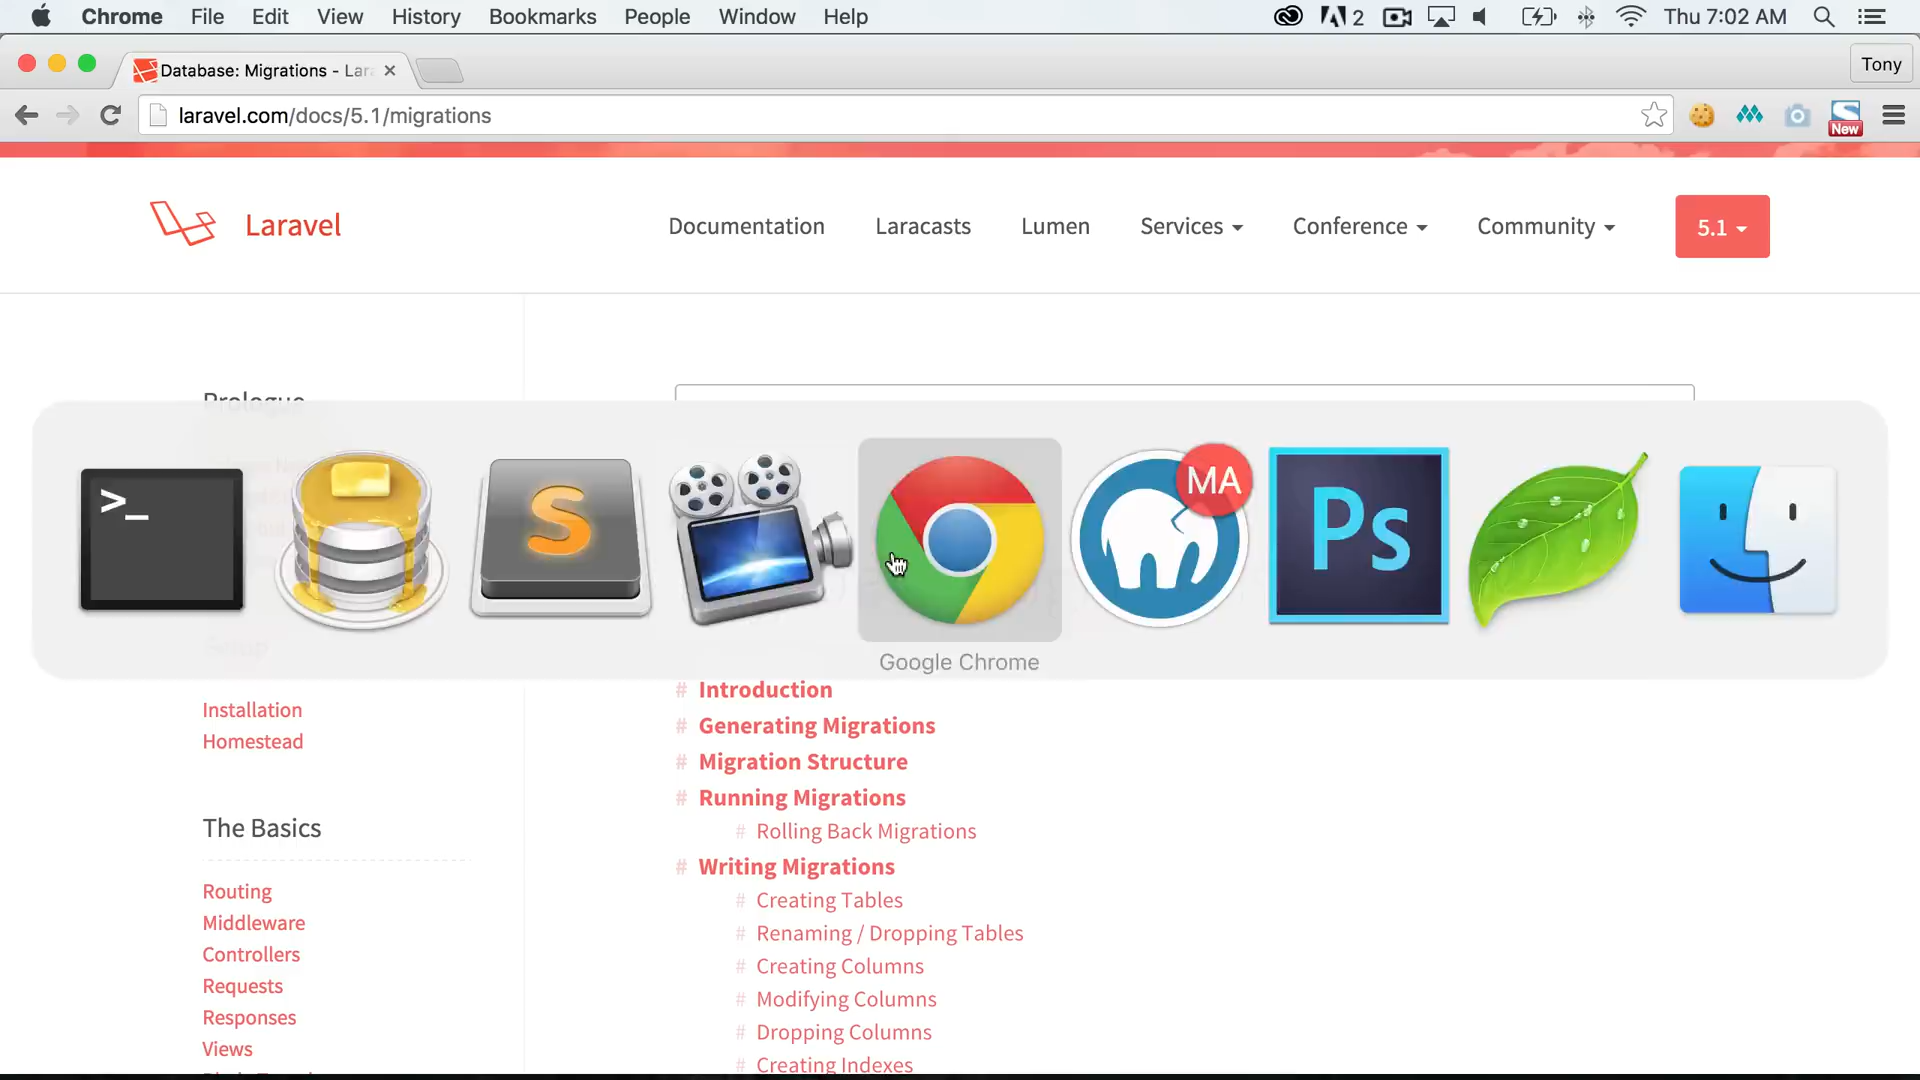 Chrome File Edit View History Bookmarks People Window Help 2 Thu 7:02 AM
Database: Migrations - Lar
Tony
laravel.com/docs/5.1/migrations
New
Laravel
Documentation
Laracasts
Lumen
Services
Conference
Community
5.1
Prologue
>_
S
MA
Ps
Google Chrome
Setup
Installation
Homestead
The Basics
Routing
Middleware
Controllers
Requests
Responses
Views
# Introduction
# Generating Migrations
# Migration Structure
# Running Migrations
# Rolling Back Migrations
# Writing Migrations
# Creating Tables
# Renaming / Dropping Tables
# Creating Columns
# Modifying Columns
# Dropping Columns
# Creating Indexes